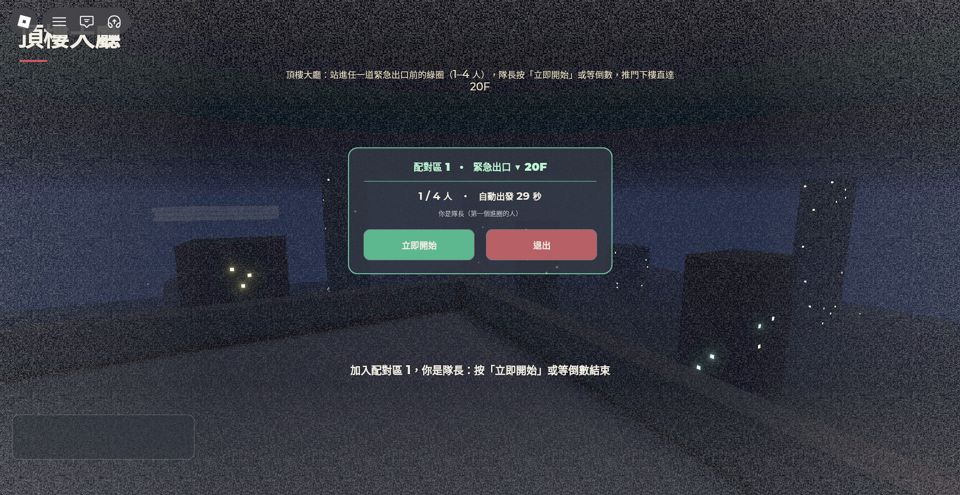 頂樓大廳
頂樓大廳：站進任一道緊急出口前的綠圈（1–4 人），隊長按「立即開始」或等倒數，推門下樓直達
20F
配對區 1 • 緊急出口 ▼ 20F
1 / 4 人 • 自動出發 29 秒
你是隊長（第一個進圈的人）
立即開始
退出
加入配對區 1，你是隊長：按「立即開始」或等倒數結束